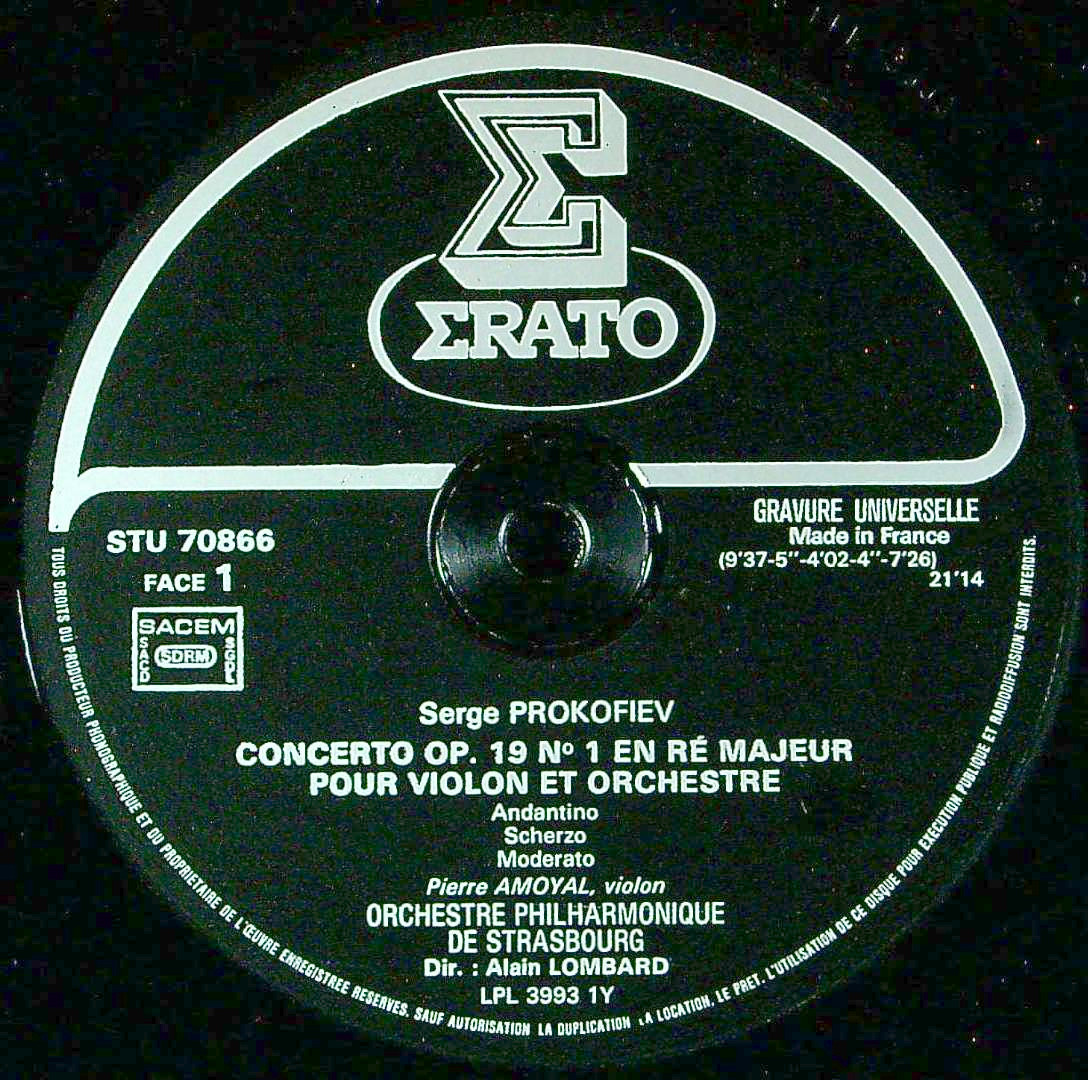 Σ
ΣRATO
STU 70866
FACE 1
SACEM
SACD
SDRM
SGDL
GRAVURE UNIVERSELLE
Made in France
(9'37-5"-4'02-4"-7'26)
21'14
Serge PROKOFIEV
CONCERTO OP. 19 Nº 1 EN RÉ MAJEUR
POUR VIOLON ET ORCHESTRE
Andantino
Scherzo
Moderato
Pierre AMOYAL, violon
ORCHESTRE PHILHARMONIQUE
DE STRASBOURG
Dir. : Alain LOMBARD
LPL 3993 1Y
TOUS DROITS DU PRODUCTEUR PHONOGRAPHIQUE ET DU PROPRIETAIRE DE L'ŒUVRE ENREGISTREE RESERVES. SAUF AUTORISATION LA DUPLICATION, LA LOCATION, LE PRET, L'UTILISATION DE CE DISQUE POUR EXECUTION PUBLIQUE ET RADIODIFFUSION SONT INTERDITS.